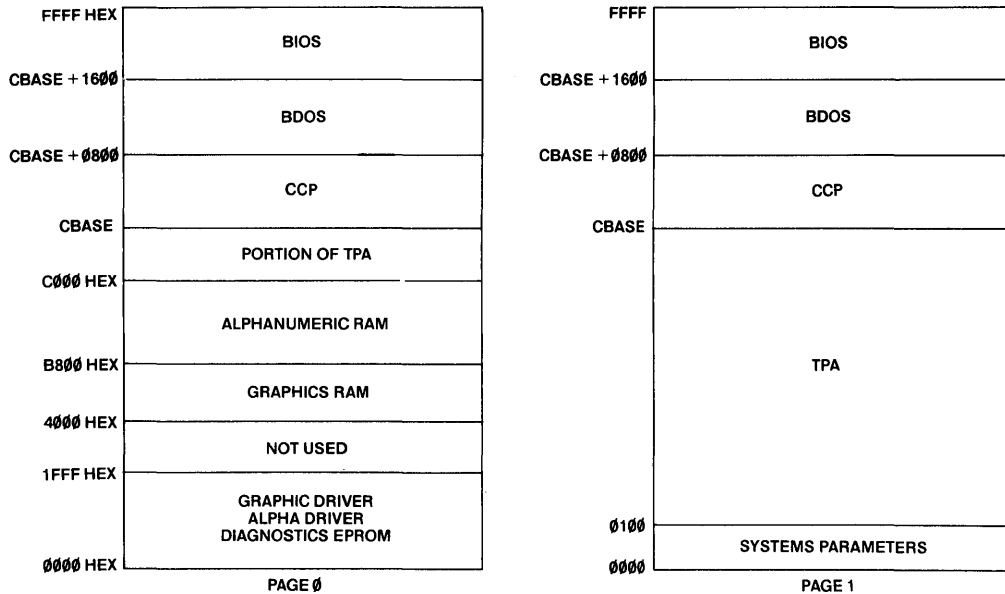 FFFF HEX
BIOS
CBASE + 16ØØ
BDOS
CBASE + Ø8ØØ
CCP
CBASE
PORTION OF TPA
CØØØ HEX
ALPHANUMERIC RAM
B8ØØ HEX
GRAPHICS RAM
4ØØØ HEX
NOT USED
1FFF HEX
GRAPHIC DRIVER
ALPHA DRIVER
DIAGNOSTICS EPROM
ØØØØ HEX
PAGE Ø
FFFF
BIOS
CBASE + 16ØØ
BDOS
CBASE + Ø8ØØ
CCP
CBASE
TPA
Ø1ØØ
SYSTEMS PARAMETERS
ØØØØ
PAGE 1